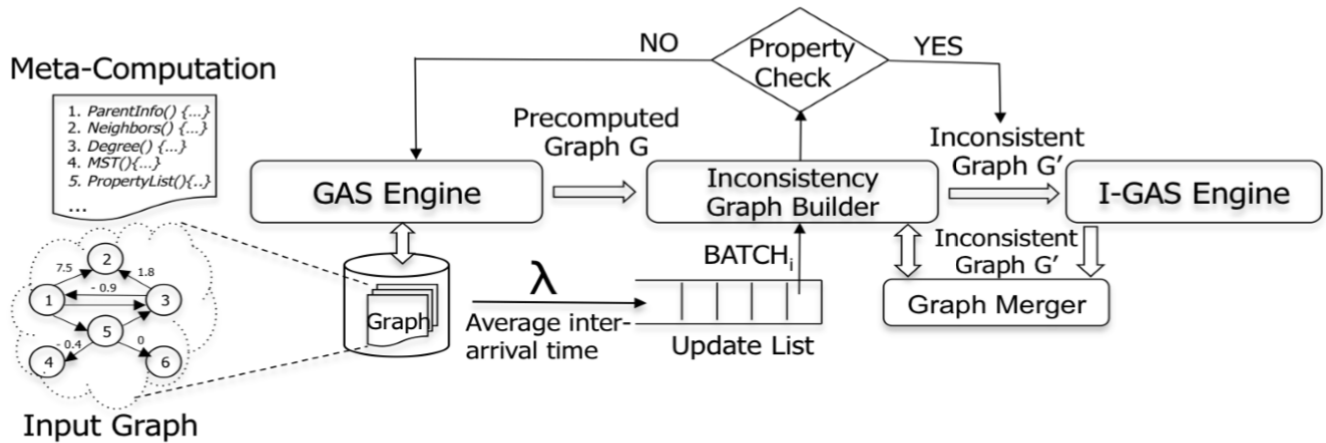 Meta-Computation
1. ParentInfo() {...}
2. Neighbors() {...}
3. Degree() {...}
4. MST(){...}
5. PropertyList(){..}
...
NO
Property
Check
YES
Precomputed
Graph G
Inconsistent
Graph G’
GAS Engine
Inconsistency
Graph Builder
I-GAS Engine
2
7.5
1.8
- 0.9
1
3
5
- 0.4
0
4
6
Input Graph
Graph
λ
Average inter-
arrival time
BATCHi
Update List
Inconsistent
Graph G’
Graph Merger